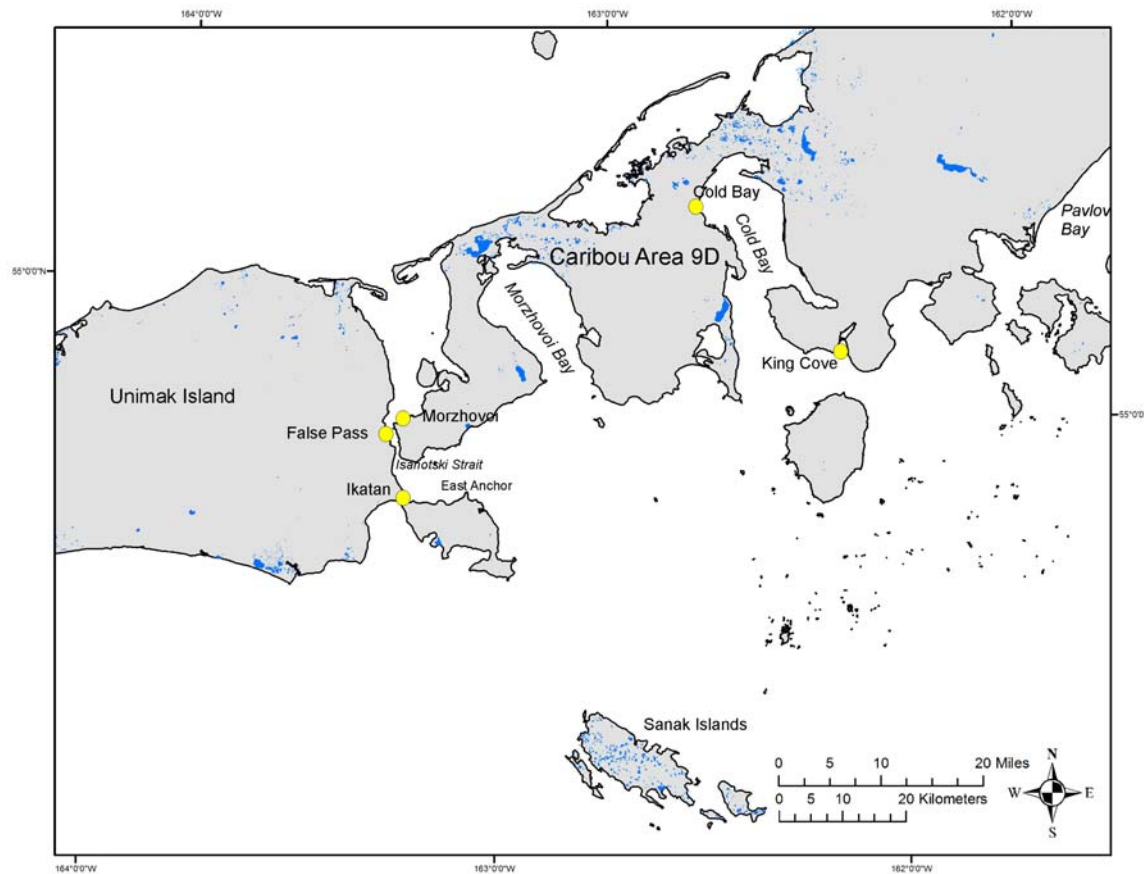 164°0'0"W 163°0'0"W 162°0'0"W
Cold Bay
Pavlov
Bay
Cold Bay
55°0'0"N
Caribou Area 9D
Morzhovoi Bay
King Cove
Unimak Island
Morzhovoi
55°0'0
False Pass
Isanotski Strait
Ikatan
East Anchor
Sanak Islands
0 5 10 20 Miles
0 5 10 20 Kilometers
N
W E
S
164°0'0"W 163°0'0"W 162°0'0"W